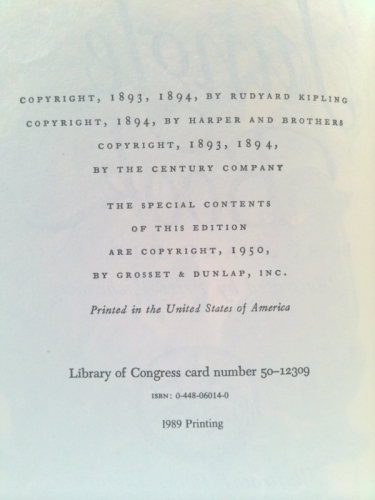 COPYRIGHT, 1893, 1894, BY RUDYARD KIPLING
COPYRIGHT, 1894, BY HARPER AND BROTHERS
COPYRIGHT, 1893, 1894,
BY THE CENTURY COMPANY
THE SPECIAL CONTENTS
OF THIS EDITION
ARE COPYRIGHT, 1950,
BY GROSSET & DUNLAP, INC.
Printed in the United States of America
Library of Congress card number 50-12309
ISBN: 0-448-06014-0
1989 Printing